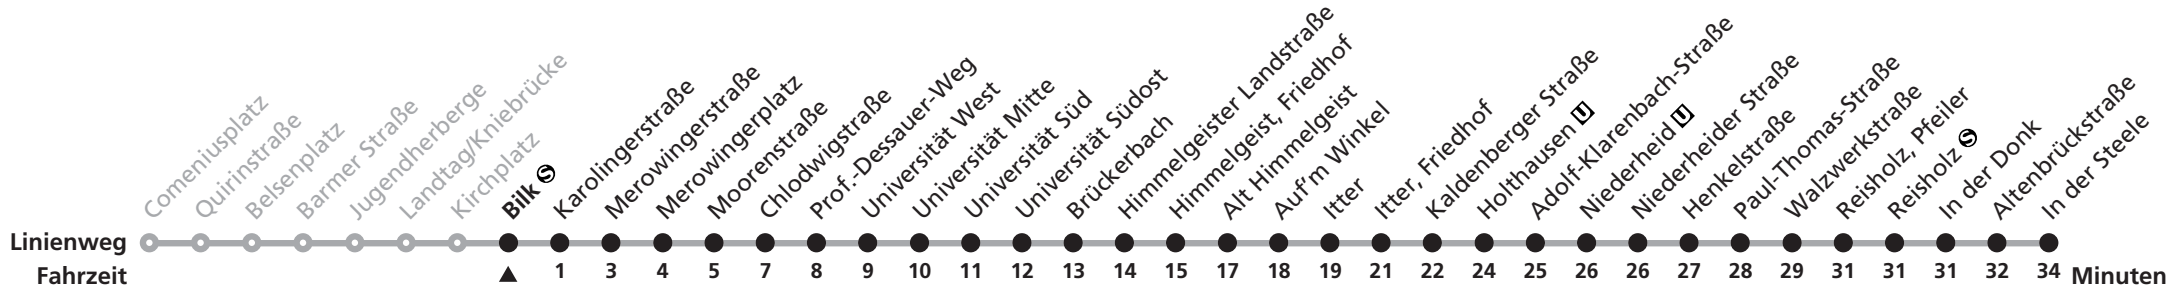 Comeniusplatz
Quirinstraße
Belsenplatz
Barmer Straße
Jugendherberge
Landtag/Kniebrücke
Kirchplatz
Bilk S
Karolingerstraße
Merowingerstraße
Merowingerplatz
Moorenstraße
Chlodwigstraße
Prof.-Dessauer-Weg
Universität West
Universität Mitte
Universität Süd
Universität Südost
Brückerbach
Himmelgeister Landstraße
Himmelgeist, Friedhof
Alt Himmelgeist
Auf'm Winkel
Itter
Itter, Friedhof
Kaldenberger Straße
Holthausen U
Adolf-Klarenbach-Straße
Niederheid U
Niederheider Straße
Henkelstraße
Paul-Thomas-Straße
Walzwerkstraße
Reisholz, Pfeiler
Reisholz S
In der Donk
Altenbrückstraße
In der Steele
Linienweg
Fahrzeit ▲ 1 3 4 5 7 8 9 10 11 12 13 14 15 17 18 19 21 22 24 25 26 26 27 28 29 31 31 31 32 34 Minuten